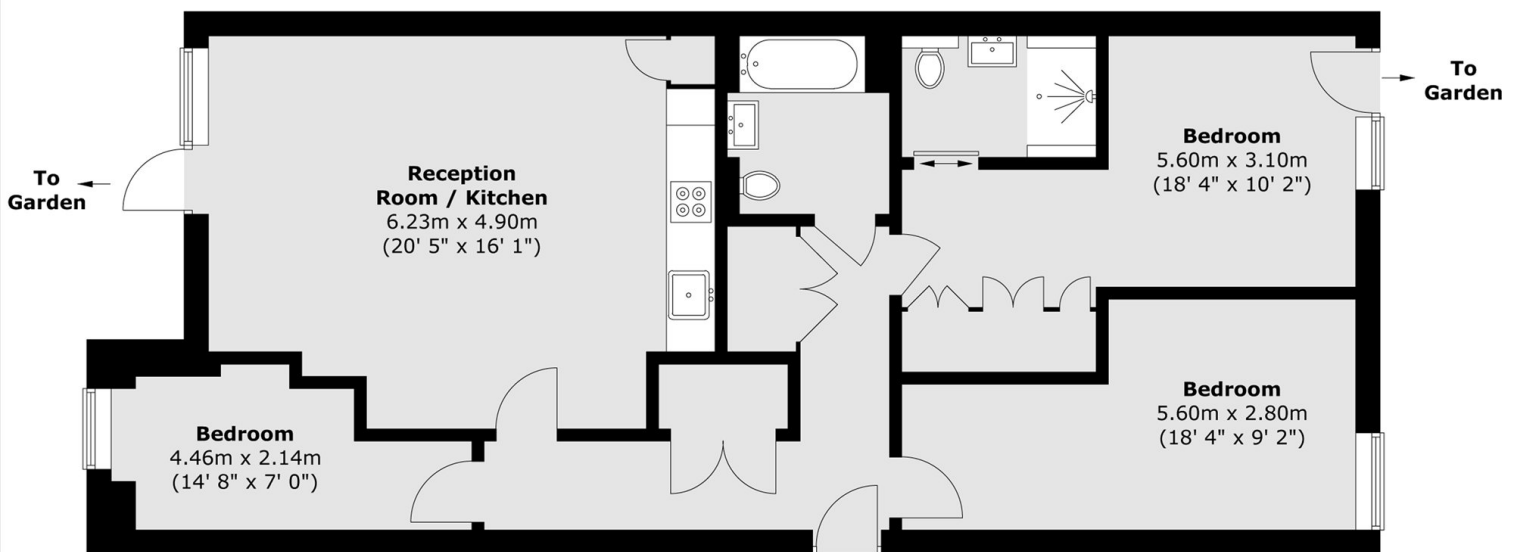 To
Garden
Reception
Room / Kitchen
6.23m x 4.90m
(20' 5" x 16' 1")
Bedroom
5.60m x 3.10m
(18' 4" x 10' 2")
To
Garden
Bedroom
4.46m x 2.14m
(14' 8" x 7' 0")
Bedroom
5.60m x 2.80m
(18' 4" x 9' 2")